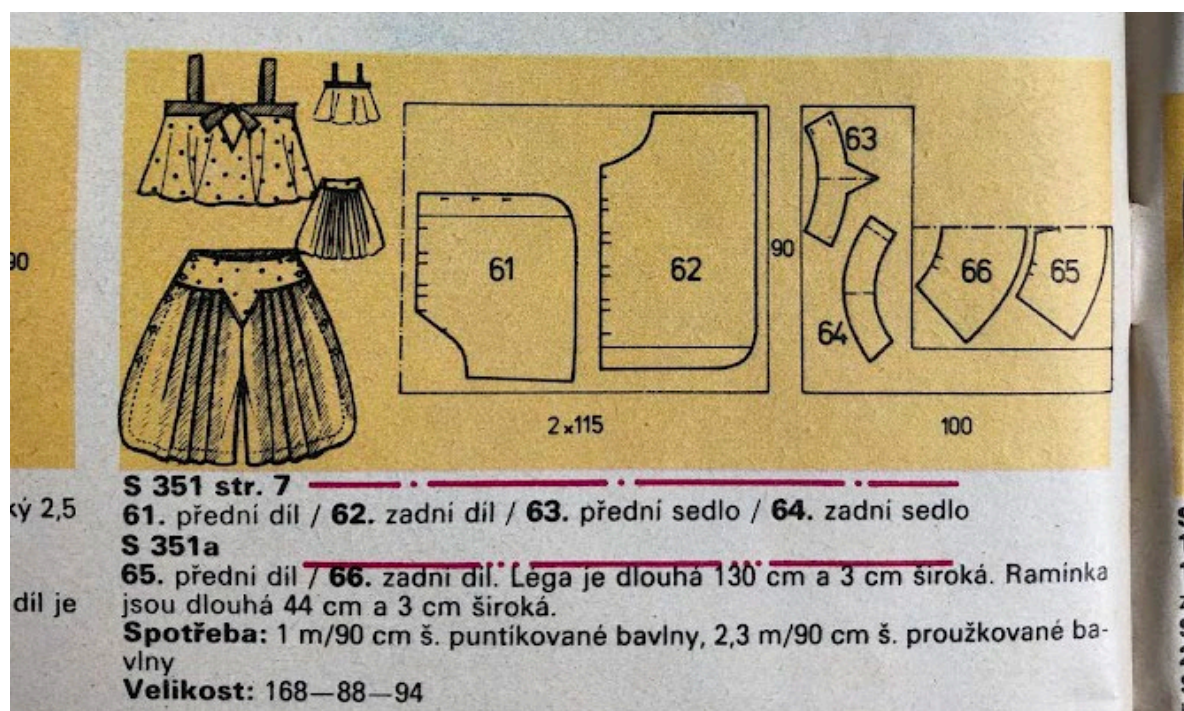 63
90
61
62
90
66
65
64
2x115
100
S 351 str. 7
ký 2,5
61. přední díl / 62. zadní díl / 63. přední sedlo / 64. zadní sedlo
S 351a
65. přední díl / 66. zadní díl. Léga je dlouhá 130 cm a 3 cm široká. Ramínka
díl je
jsou dlouhá 44 cm a 3 cm široká.
Spotřeba: 1 m/90 cm š. puntíkované bavlny, 2,3 m/90 cm š. proužkované ba-
vlny
Velikost: 168—88—94